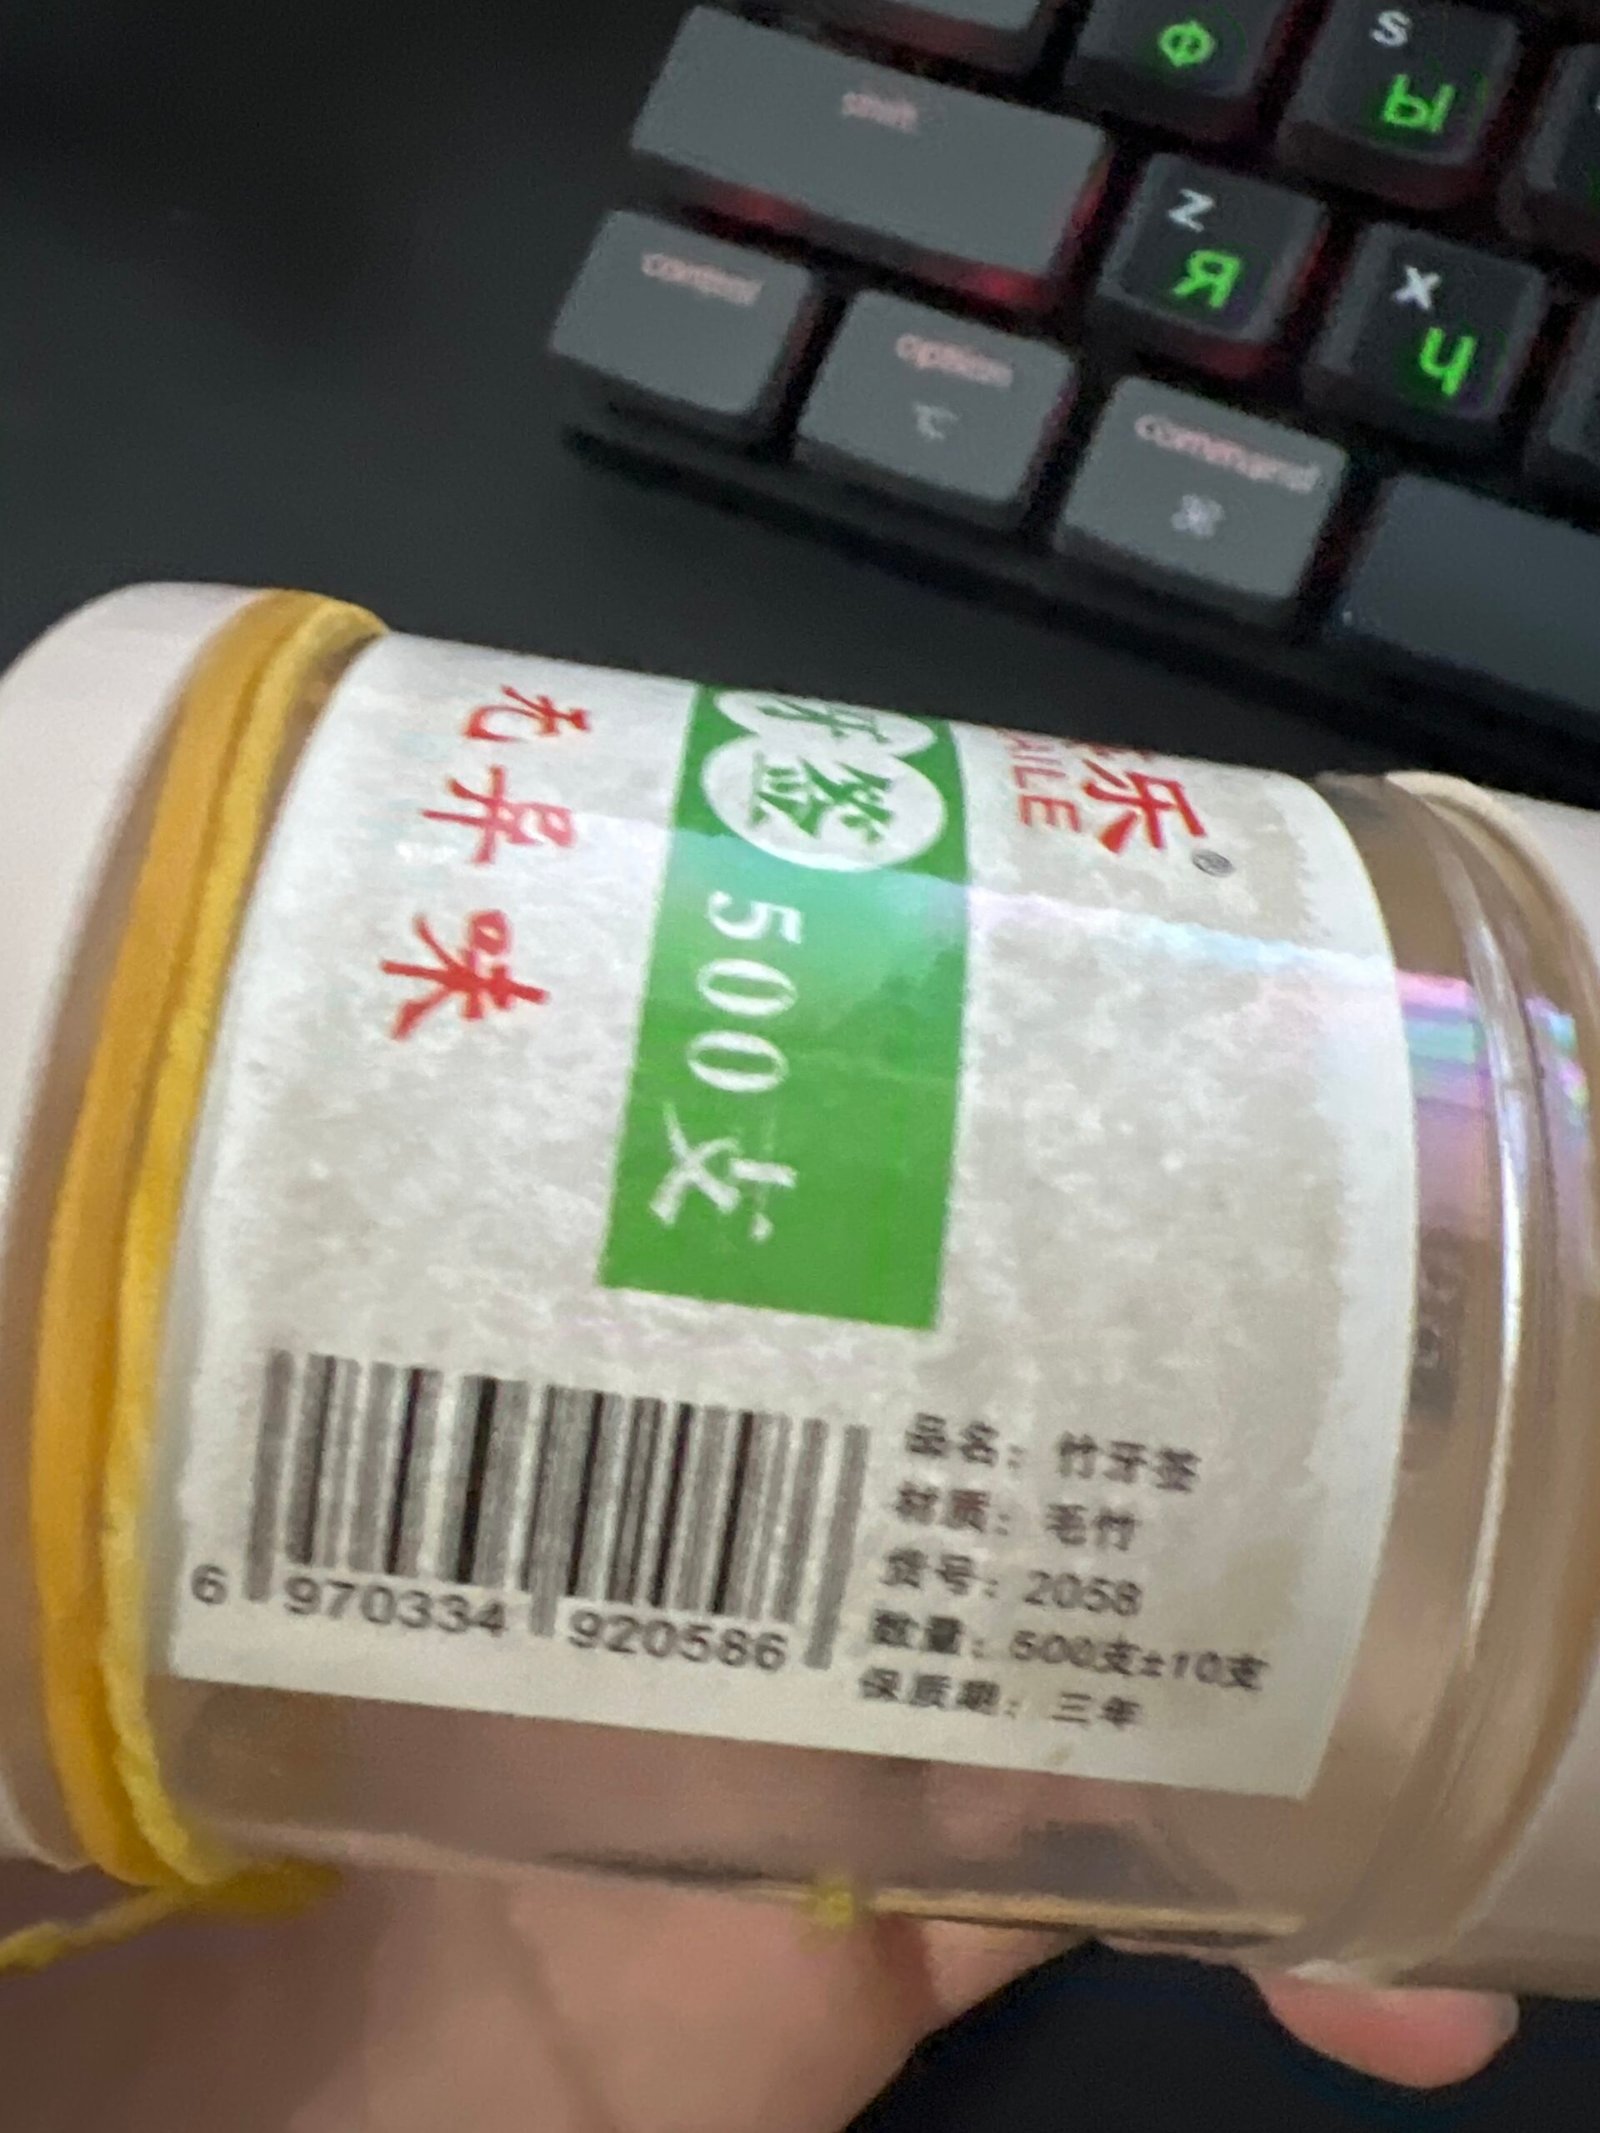 S
Ф
Ы
shift
Z
Я
X
Ч
control
option
⌥
command
⌘
乐®
AILE
牙签
500支
无异味
品名：竹牙签
材质：毛竹
货号：2058
数量：500支±10支
保质期：三年
6 970334 920586